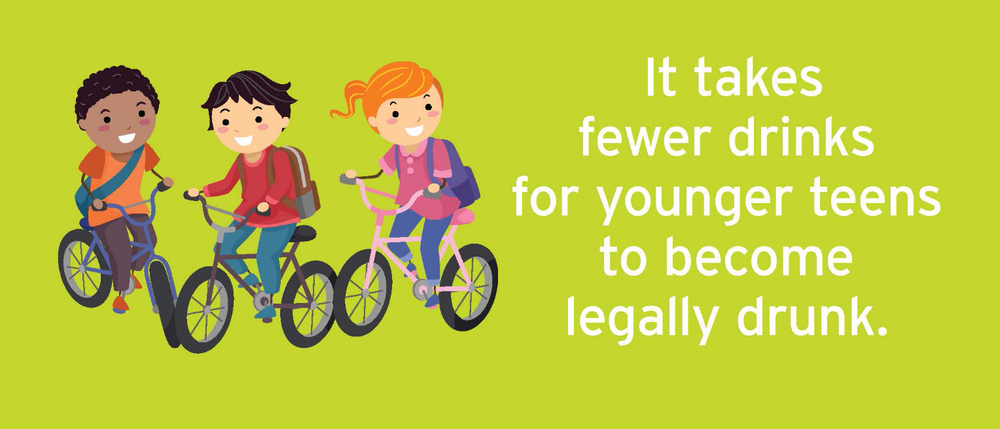 It takes
fewer drinks
for younger teens
to become
legally drunk.